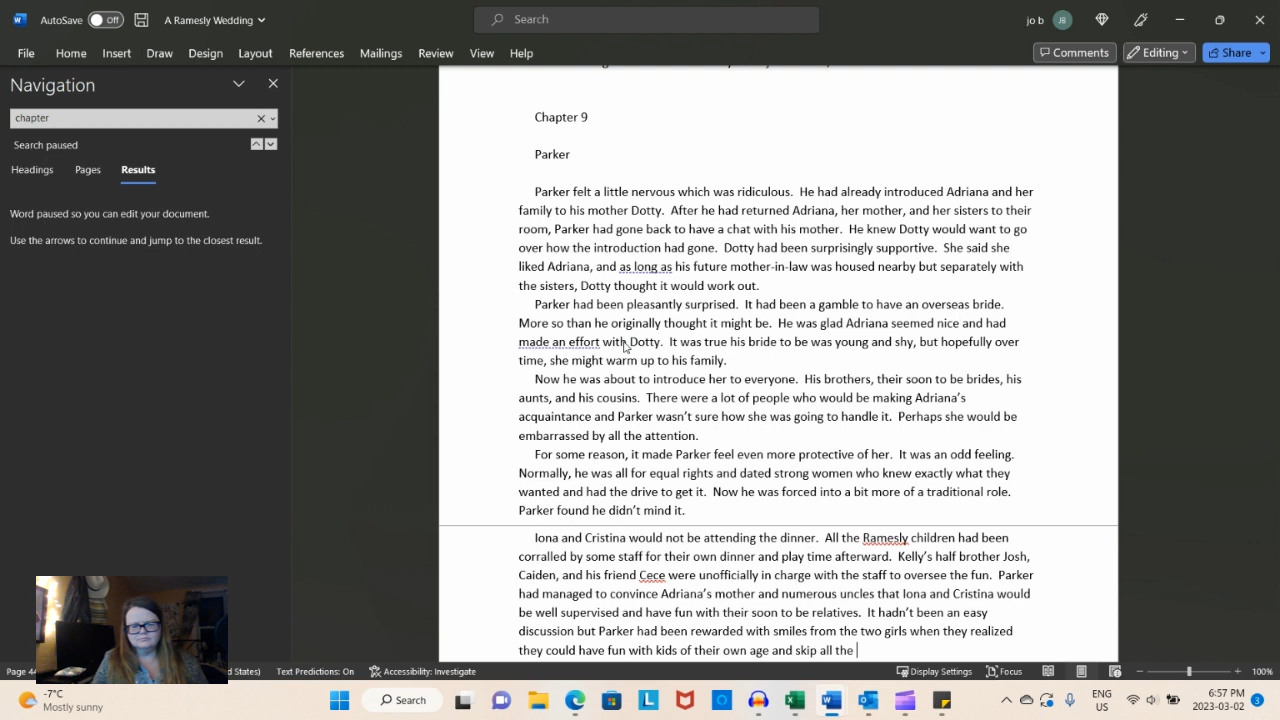 AutoSave Off A Ramesly Wedding Search jo b JB
File Home Insert Draw Design Layout References Mailings Review View Help Comments Editing Share
Navigation
chapter
Search paused
Headings Pages Results
Word paused so you can edit your document.
Use the arrows to continue and jump to the closest result.
Chapter 9
Parker
Parker felt a little nervous which was ridiculous. He had already introduced Adriana and her
family to his mother Dotty. After he had returned Adriana, her mother, and her sisters to their
room, Parker had gone back to have a chat with his mother. He knew Dotty would want to go
over how the introduction had gone. Dotty had been surprisingly supportive. She said she
liked Adriana, and as long as his future mother-in-law was housed nearby but separately with
the sisters, Dotty thought it would work out.
Parker had been pleasantly surprised. It had been a gamble to have an overseas bride.
More so than he originally thought it might be. He was glad Adriana seemed nice and had
made an effort with Dotty. It was true his bride to be was young and shy, but hopefully over
time, she might warm up to his family.
Now he was about to introduce her to everyone. His brothers, their soon to be brides, his
aunts, and his cousins. There were a lot of people who would be making Adriana's
acquaintance and Parker wasn't sure how she was going to handle it. Perhaps she would be
embarrassed by all the attention.
For some reason, it made Parker feel even more protective of her. It was an odd feeling.
Normally, he was all for equal rights and dated strong women who knew exactly what they
wanted and had the drive to get it. Now he was forced into a bit more of a traditional role.
Parker found he didn't mind it.
Iona and Cristina would not be attending the dinner. All the Ramesly children had been
corralled by some staff for their own dinner and play time afterward. Kelly's half brother Josh,
Caiden, and his friend Cece were unofficially in charge with the staff to oversee the fun. Parker
had managed to convince Adriana's mother and numerous uncles that Iona and Cristina would
be well supervised and have fun with their soon to be relatives. It hadn't been an easy
discussion but Parker had been rewarded with smiles from the two girls when they realized
they could have fun with kids of their own age and skip all the
Page 4 d States) Text Predictions: On Accessibility: Investigate Display Settings Focus 100%
-7°C
Mostly sunny
Search
ENG
US
6:57 PM
2023-03-02